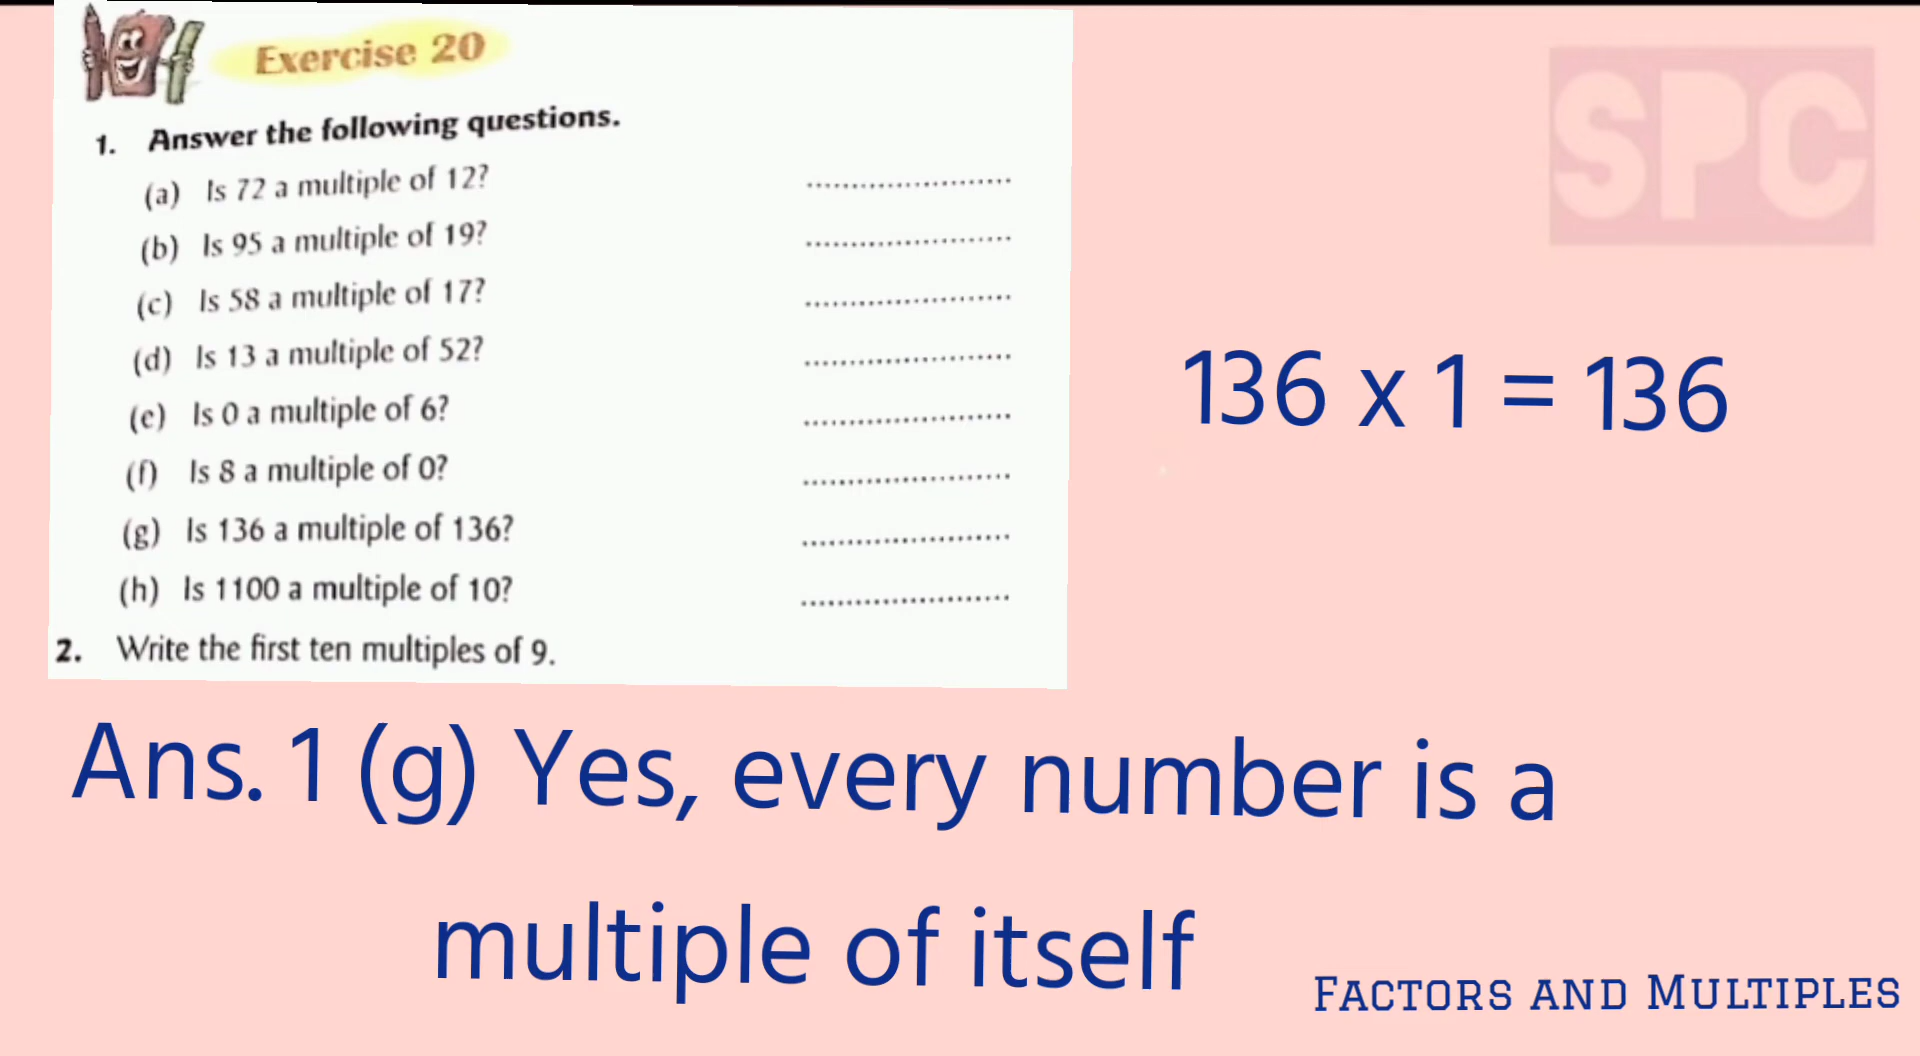 Exercise 20
1. Answer the following questions.
(a) Is 72 a multiple of 12? ........................
(b) Is 95 a multiple of 19? ........................
(c) Is 58 a multiple of 17? ........................
(d) Is 13 a multiple of 52? ........................
(e) Is 0 a multiple of 6? ........................
(f) Is 8 a multiple of 0? ........................
(g) Is 136 a multiple of 136? ........................
(h) Is 1100 a multiple of 10? ........................
2. Write the first ten multiples of 9.
SPC
136 x 1 = 136
Ans. 1 (g) Yes, every number is a
multiple of itself
Factors and Multiples